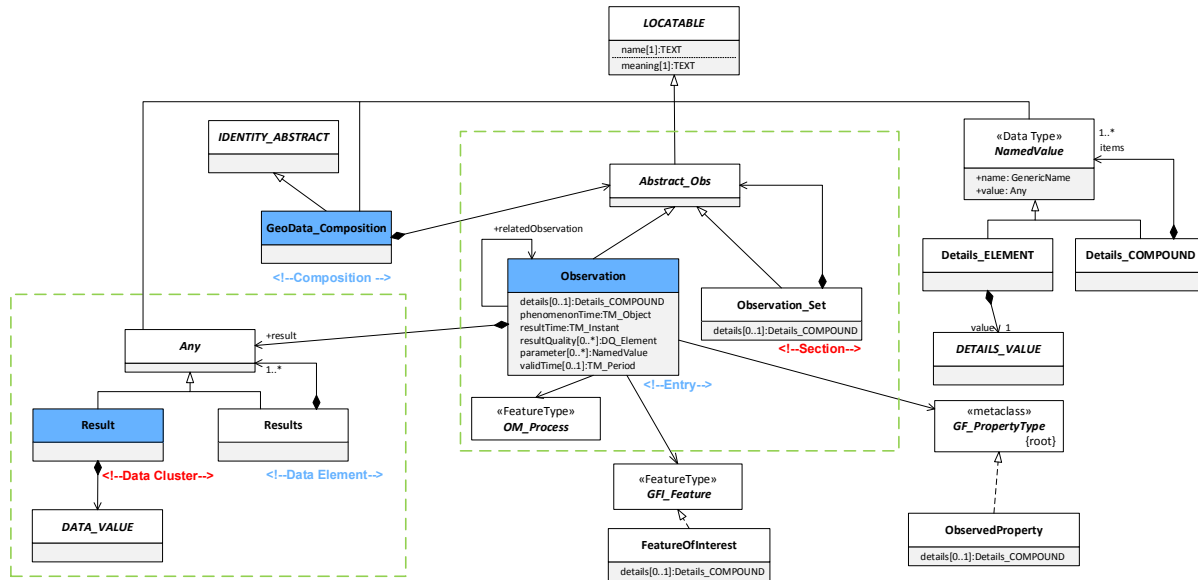 LOCATABLE
name[1]:TEXT
meaning[1]:TEXT
IDENTITY_ABSTRACT
«Data Type»
NamedValue
+name: GenericName
+value: Any
1..*
items
Abstract_Obs
GeoData_Composition
<!--Composition -->
+relatedObservation
Observation
details[0..1]:Details_COMPOUND
phenomenonTime:TM_Object
resultTime:TM_Instant
resultQuality[0..*]:DQ_Element
parameter[0..*]:NamedValue
validTime[0..1]:TM_Period
<!--Entry-->
Observation_Set
details[0..1]:Details_COMPOUND
<!--Section-->
Details_ELEMENT
Details_COMPOUND
value
1
DETAILS_VALUE
+result
Any
1..*
Result
Results
<!--Data Cluster-->
<!--Data Element-->
DATA_VALUE
«FeatureType»
OM_Process
«metaclass»
GF_PropertyType
{root}
«FeatureType»
GFI_Feature
FeatureOfInterest
details[0..1]:Details_COMPOUND
ObservedProperty
details[0..1]:Details_COMPOUND